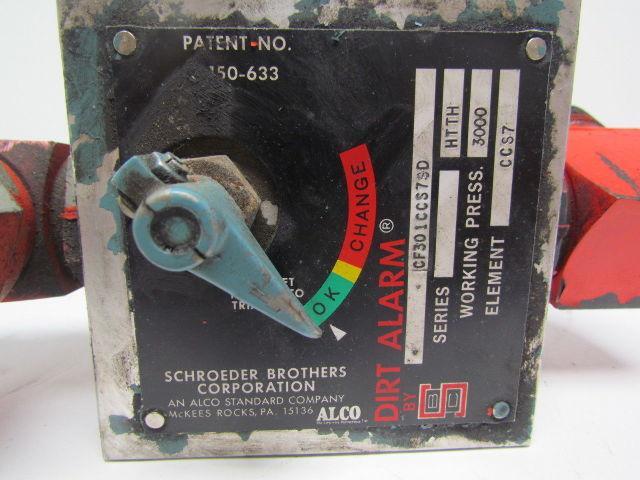 PATENT-NO.
150-633
CHANGE
OK
SCHROEDER BROTHERS
CORPORATION
AN ALCO STANDARD COMPANY
McKEES ROCKS, PA. 15136
ALCO
DIRT ALARM®
BY
CF301CCS7SD
SERIES HTTH
WORKING PRESS. 3000
ELEMENT CCS7